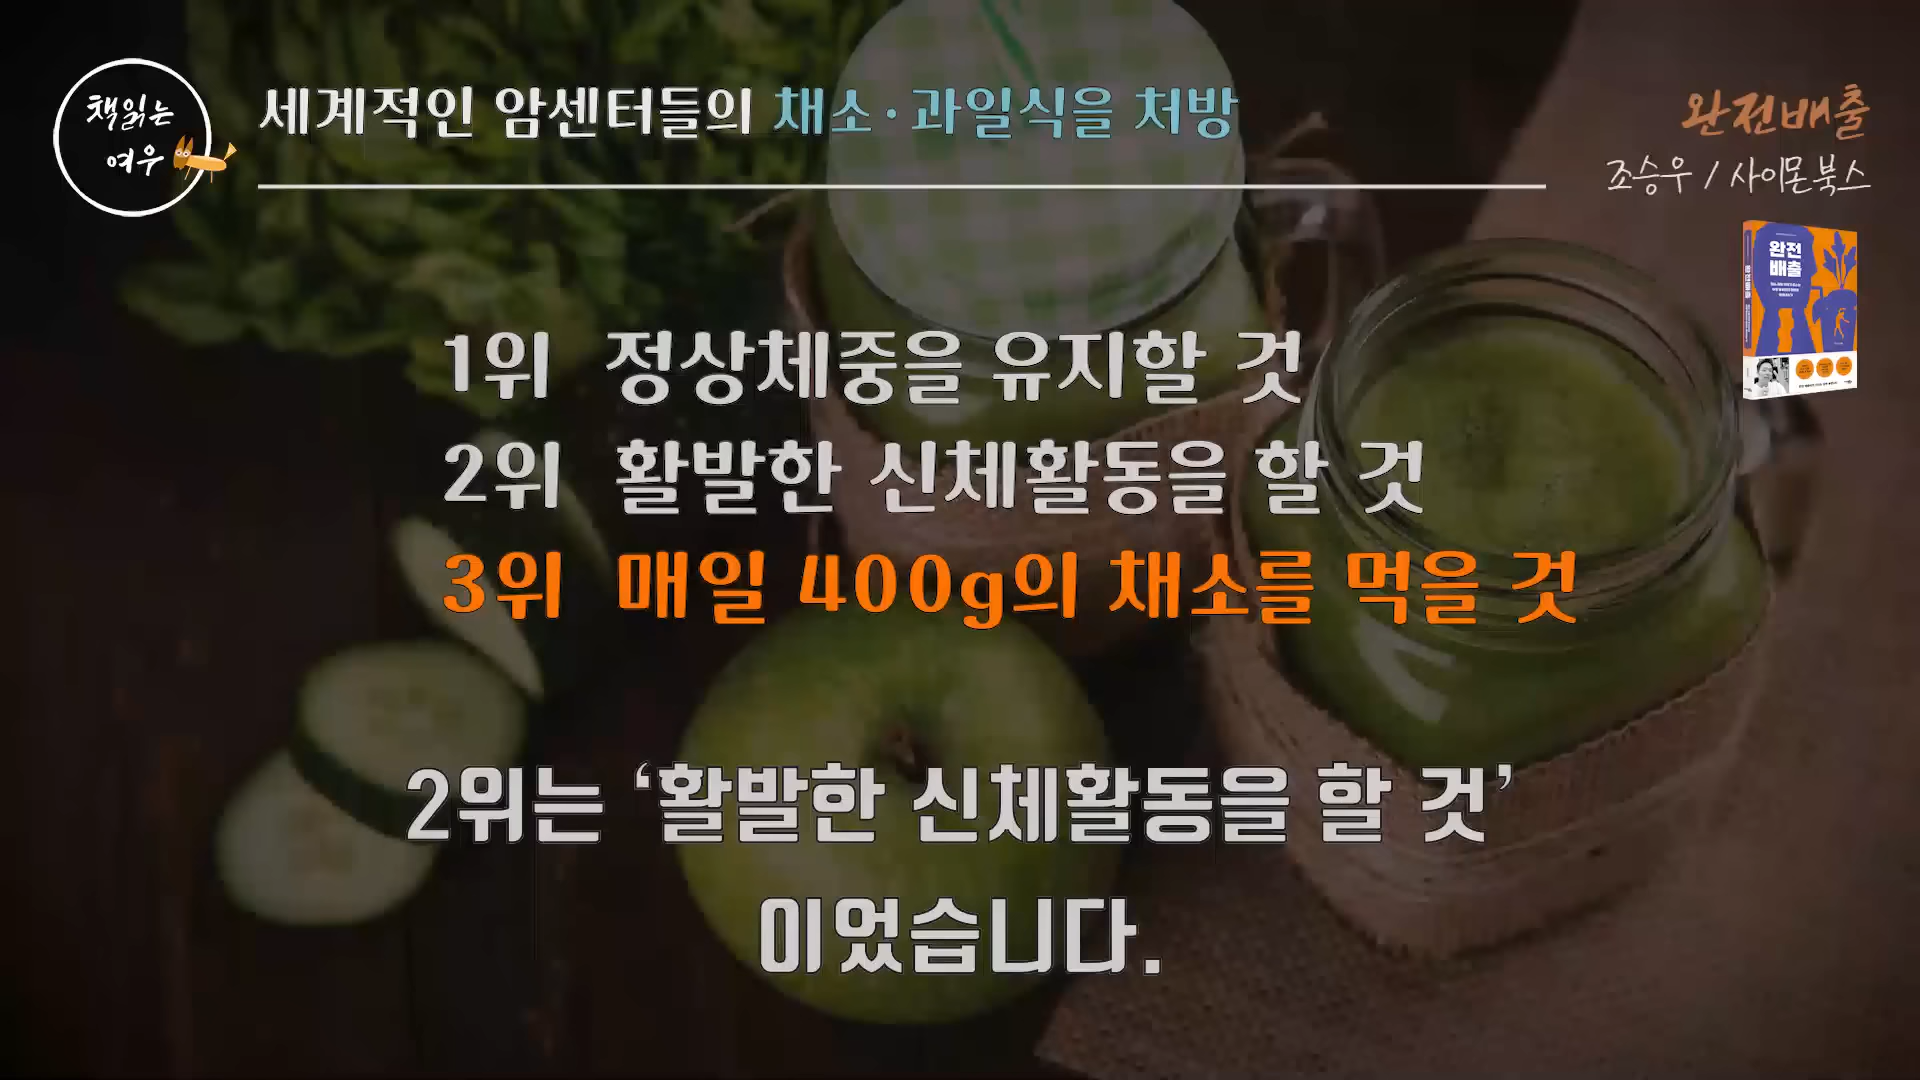 책읽는
여우
세계적인 암센터들의 채소·과일식을 처방
완전배출
조승우 / 사이몬북스
완전
배출
1위 정상체중을 유지할 것
2위 활발한 신체활동을 할 것
3위 매일 400g의 채소를 먹을 것
2위는 ‘활발한 신체활동을 할 것’
이었습니다.